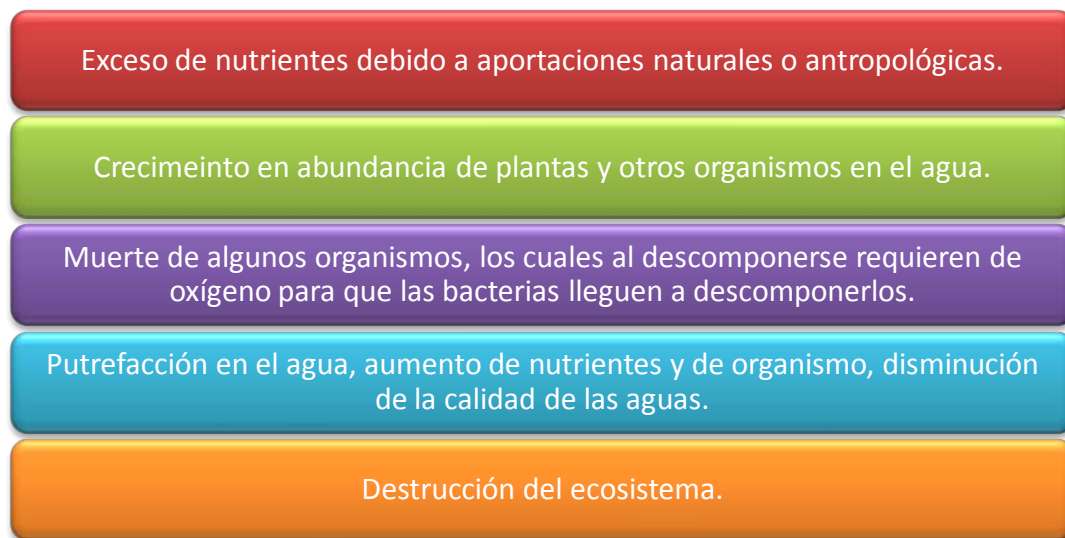 Exceso de nutrientes debido a aportaciones naturales o antropológicas.
Crecimeinto en abundancia de plantas y otros organismos en el agua.
Muerte de algunos organismos, los cuales al descomponerse requieren de
oxígeno para que las bacterias lleguen a descomponerlos.
Putrefacción en el agua, aumento de nutrientes y de organismo, disminución
de la calidad de las aguas.
Destrucción del ecosistema.